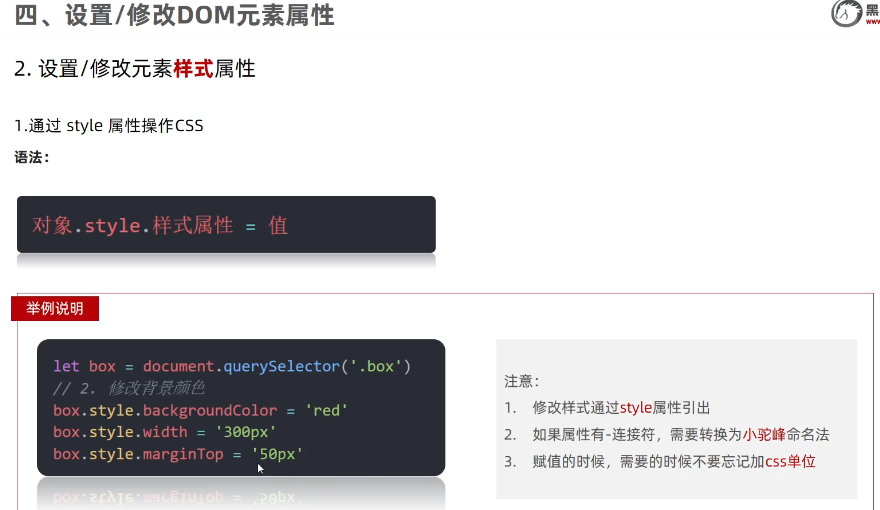 四、设置/修改DOM元素属性
黑
www
2. 设置/修改元素样式属性
1.通过 style 属性操作CSS
语法：
对象.style.样式属性 = 值
举例说明
let box = document.querySelector('.box')
// 2. 修改背景颜色
box.style.backgroundColor = 'red'
box.style.width = '300px'
box.style.marginTop = '50px'
注意：
1. 修改样式通过style属性引出
2. 如果属性有-连接符，需要转换为小驼峰命名法
3. 赋值的时候，需要的时候不要忘记加css单位